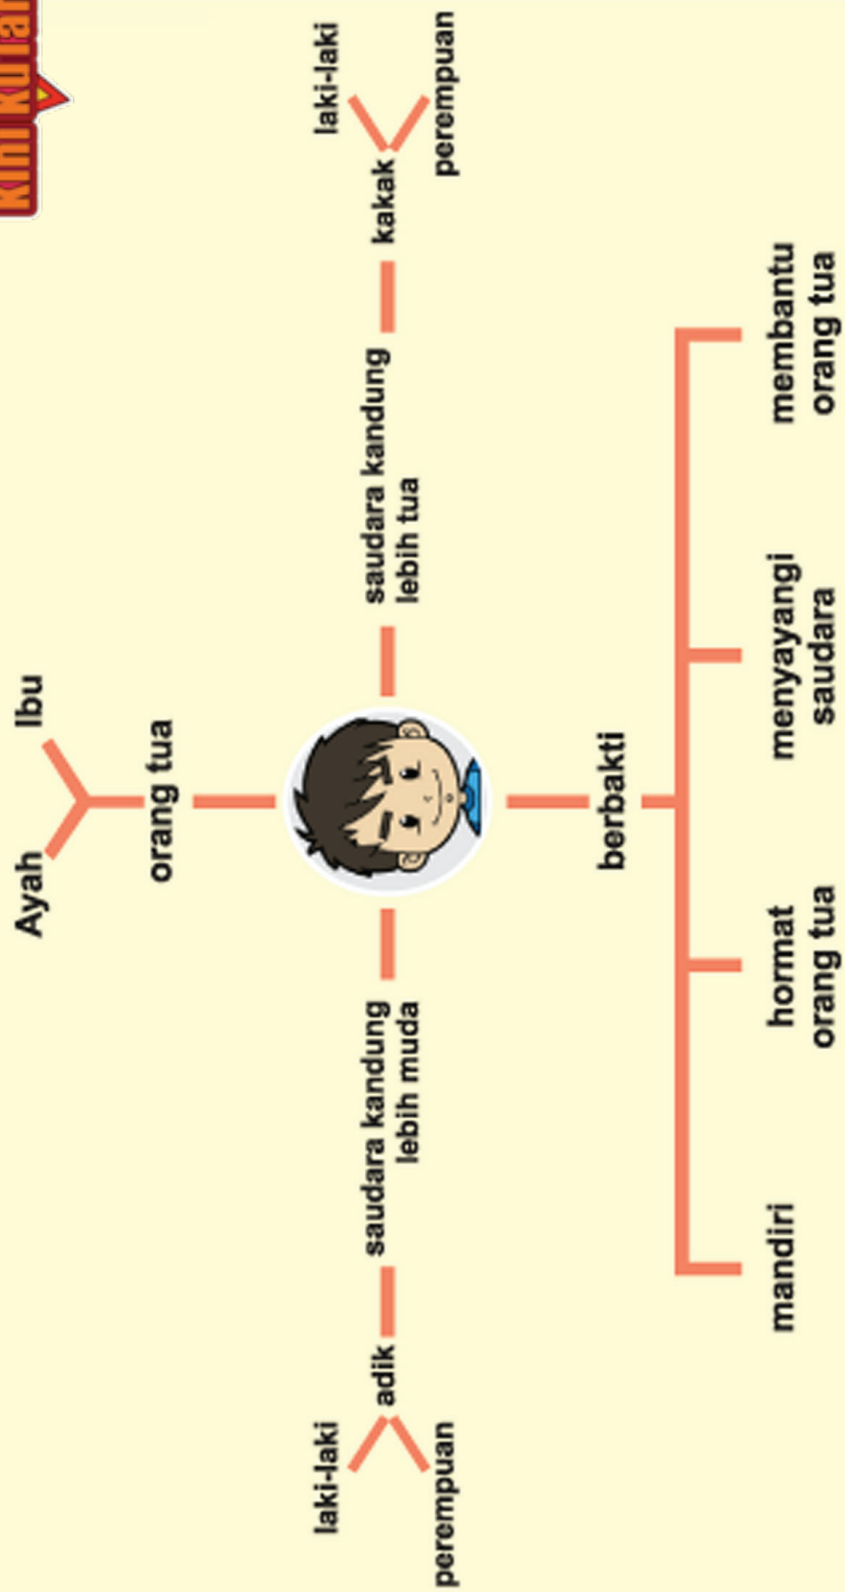 Ayah
Ibu
orang tua
laki-laki
adik
perempuan
saudara kandung
lebih muda
saudara kandung
lebih tua
laki-laki
kakak
perempuan
berbakti
mandiri
hormat
orang tua
menyayangi
saudara
membantu
orang tua